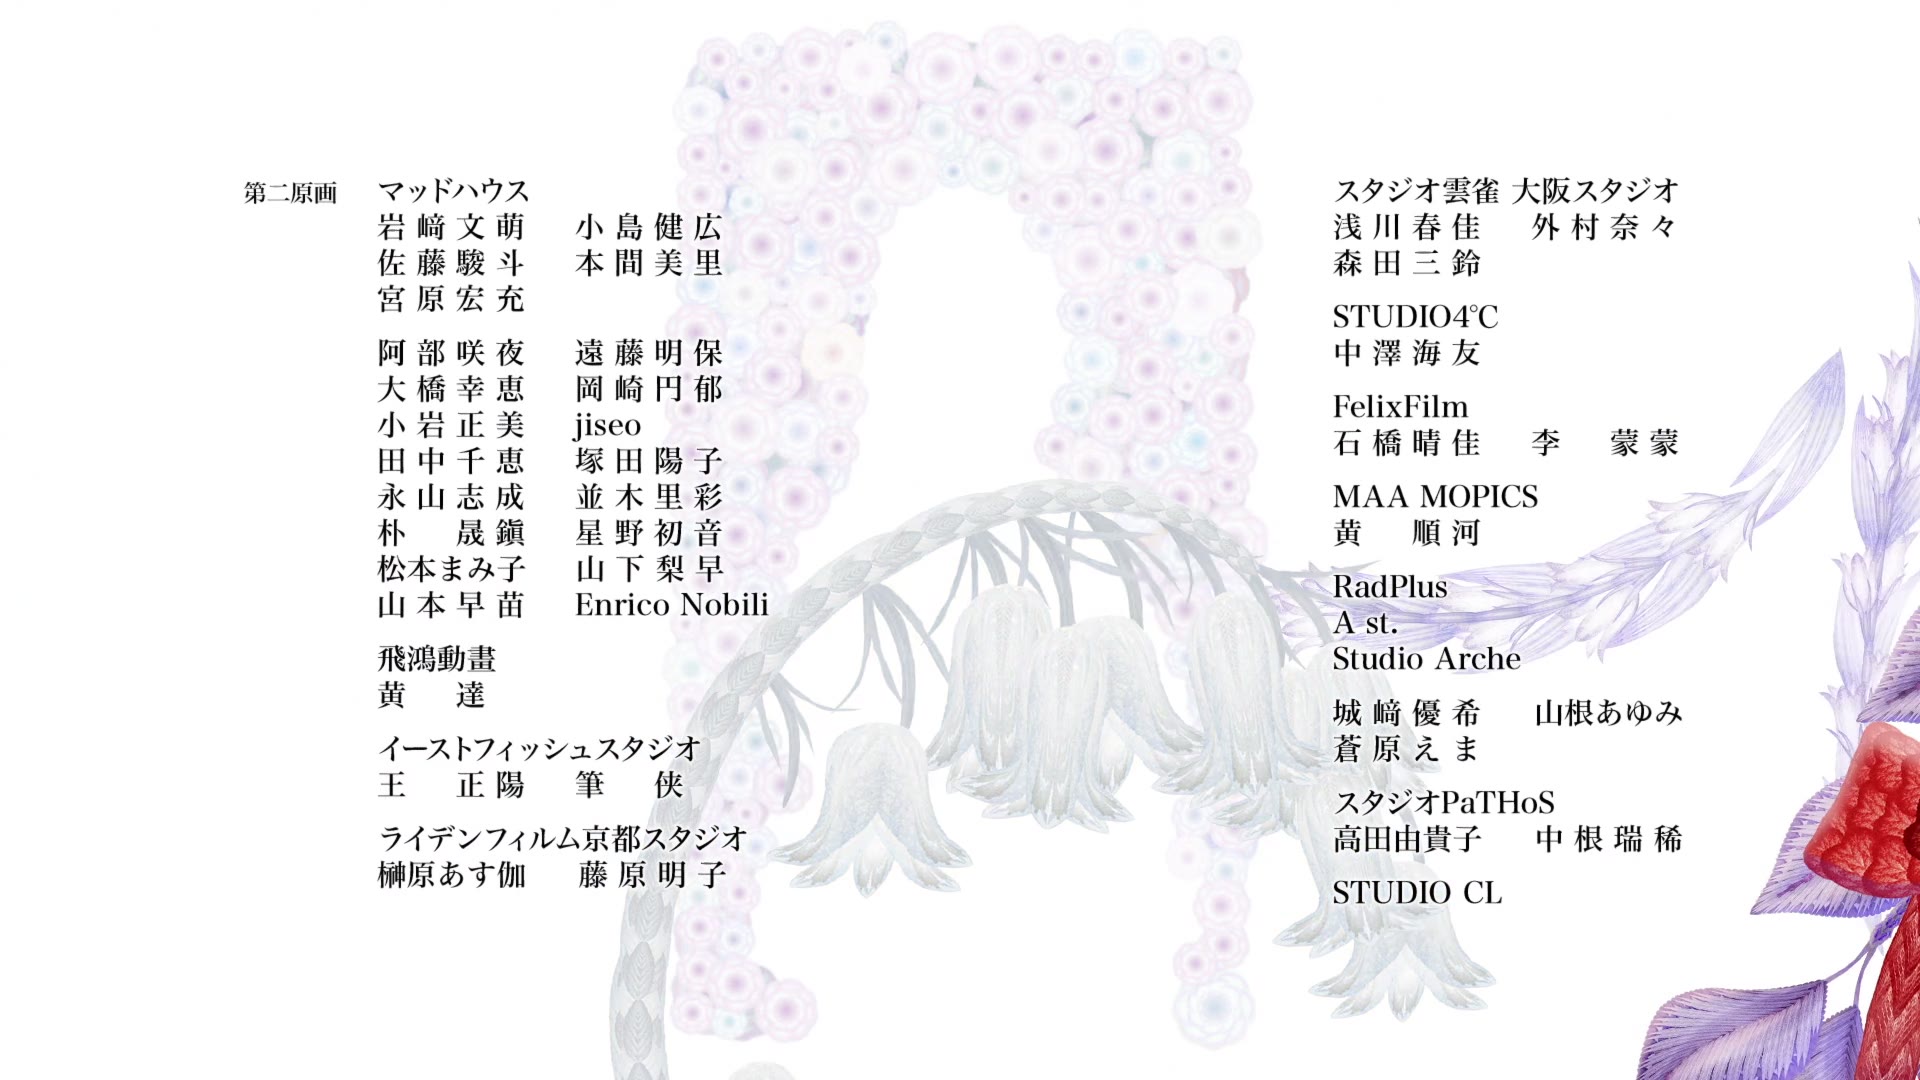 第二原画 マッドハウス
岩﨑文萌 小島健広
佐藤駿斗 本間美里
宮原宏充
阿部咲夜 遠藤明保
大橋幸恵 岡崎円郁
小岩正美 jiseo
田中千恵 塚田陽子
永山志成 並木里彩
朴晟鎭 星野初音
松本まみ子 山下梨早
山本早苗 Enrico Nobili
飛鴻動畫
黄達
イーストフィッシュスタジオ
王正陽 筆侠
ライデンフィルム京都スタジオ
榊原あす伽 藤原明子
スタジオ雲雀 大阪スタジオ
浅川春佳 外村奈々
森田三鈴
STUDIO4℃
中澤海友
FelixFilm
石橋晴佳 李蒙蒙
MAA MOPICS
黄順河
RadPlus
A st.
Studio Arche
城﨑優希 山根あゆみ
蒼原えま
スタジオPaTHoS
高田由貴子 中根瑞稀
STUDIO CL